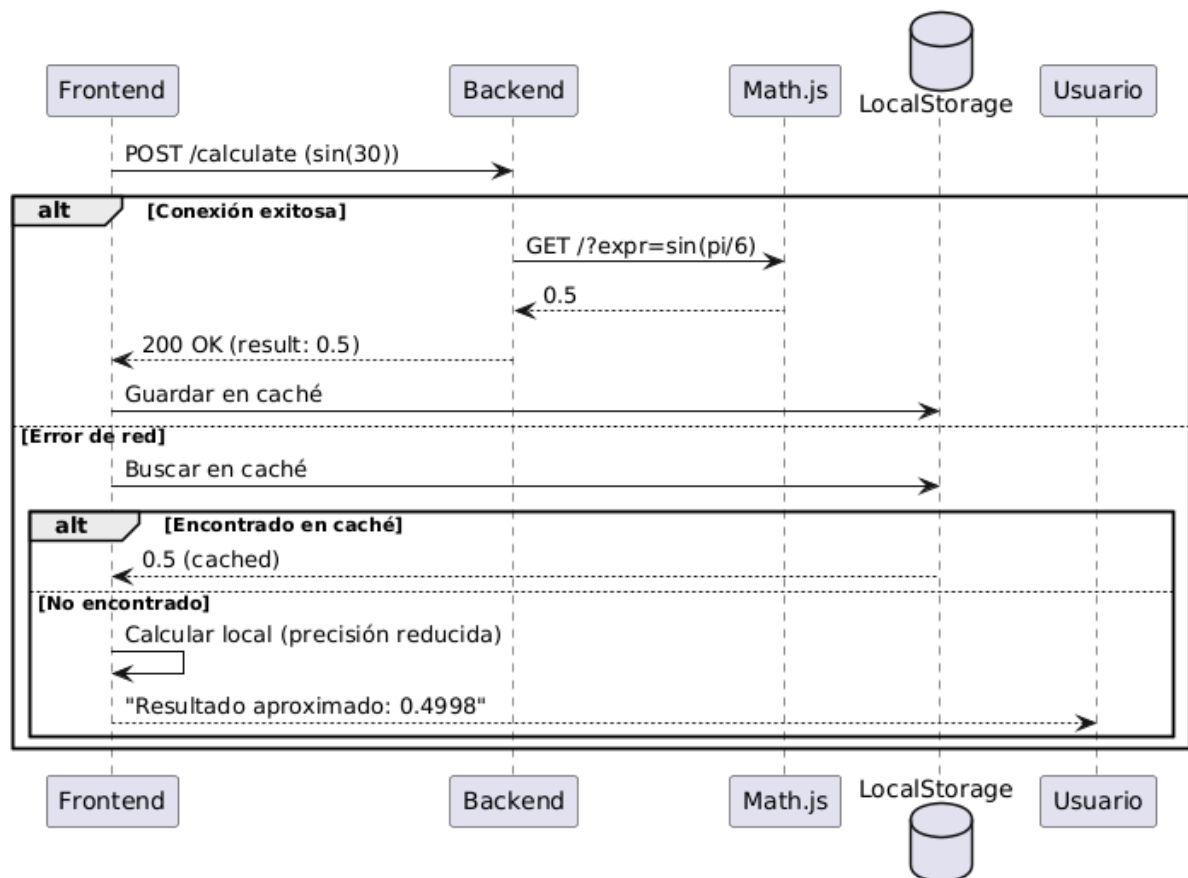 Frontend
Backend
Math.js
LocalStorage
Usuario
POST /calculate (sin(30))
alt
[Conexión exitosa]
GET /?expr=sin(pi/6)
0.5
200 OK (result: 0.5)
Guardar en caché
[Error de red]
Buscar en caché
alt
[Encontrado en caché]
0.5 (cached)
[No encontrado]
Calcular local (precisión reducida)
"Resultado aproximado: 0.4998"
Frontend
Backend
Math.js
LocalStorage
Usuario